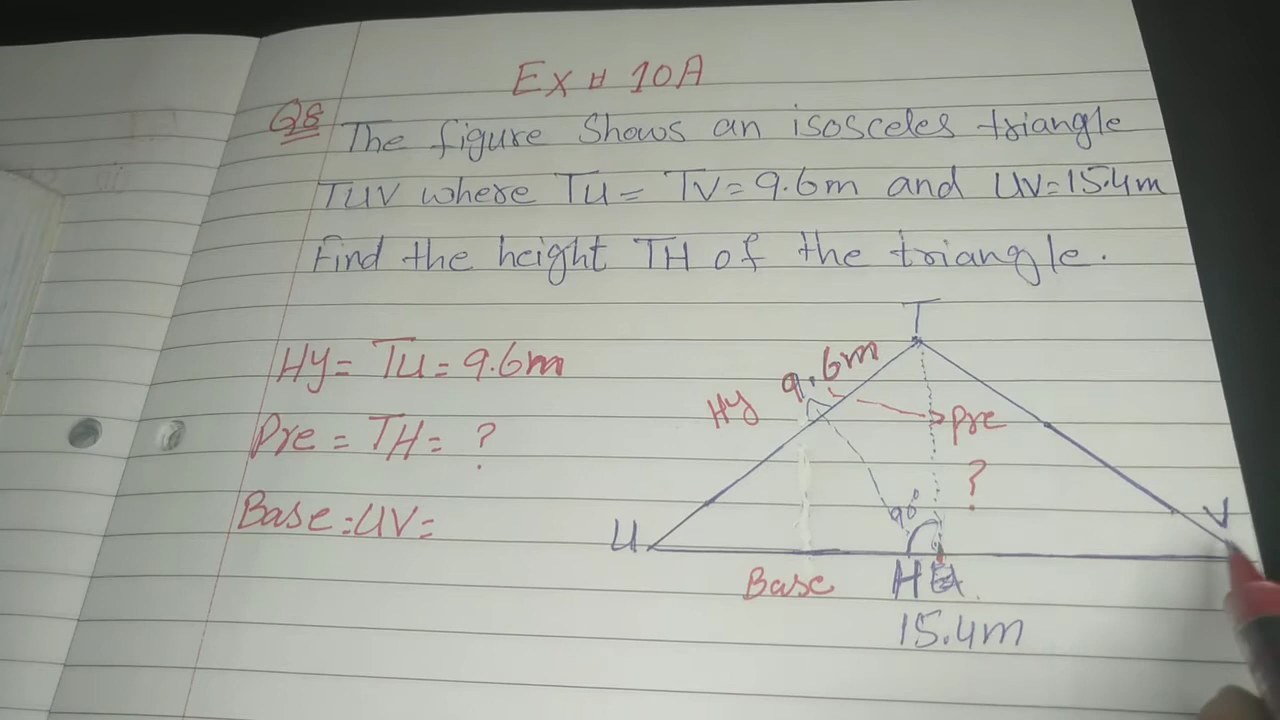 Ex # 10A
Q8
The figure Shows an isosceles triangle
TUV where TU = TV = 9.6m and UV=15.4m
Find the height TH of the triangle.
T
Hy = TU = 9.6m
9.6m
Hy
Pre
Pre = TH = ?
?
Base = UV =
90°
U
V
Base
H
15.4m